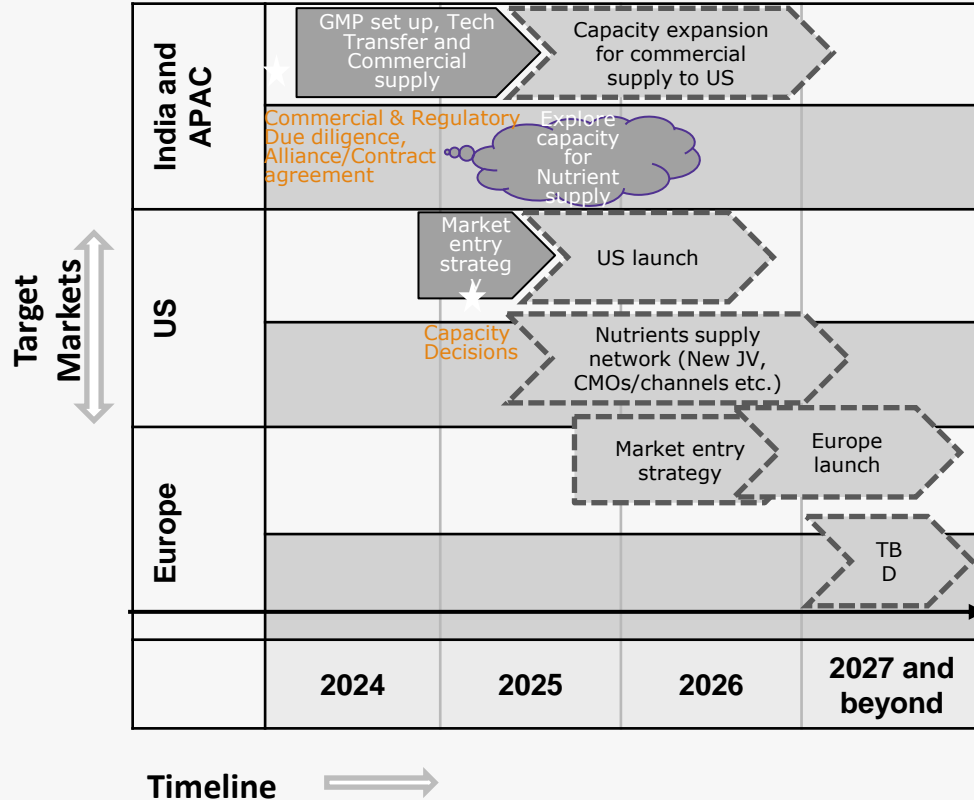 Target
Markets
India and
APAC
GMP set up, Tech
Transfer and
Commercial
supply
Capacity expansion
for commercial
supply to US
Commercial & Regulatory
Due diligence,
Alliance/Contract
agreement
Explore
capacity
for
Nutrient
supply
US
Market
entry
strateg
y
US launch
Capacity
Decisions
Nutrients supply
network (New JV,
CMOs/channels etc.)
Europe
Market entry
strategy
Europe
launch
TB
D
2024
2025
2026
2027 and
beyond
Timeline